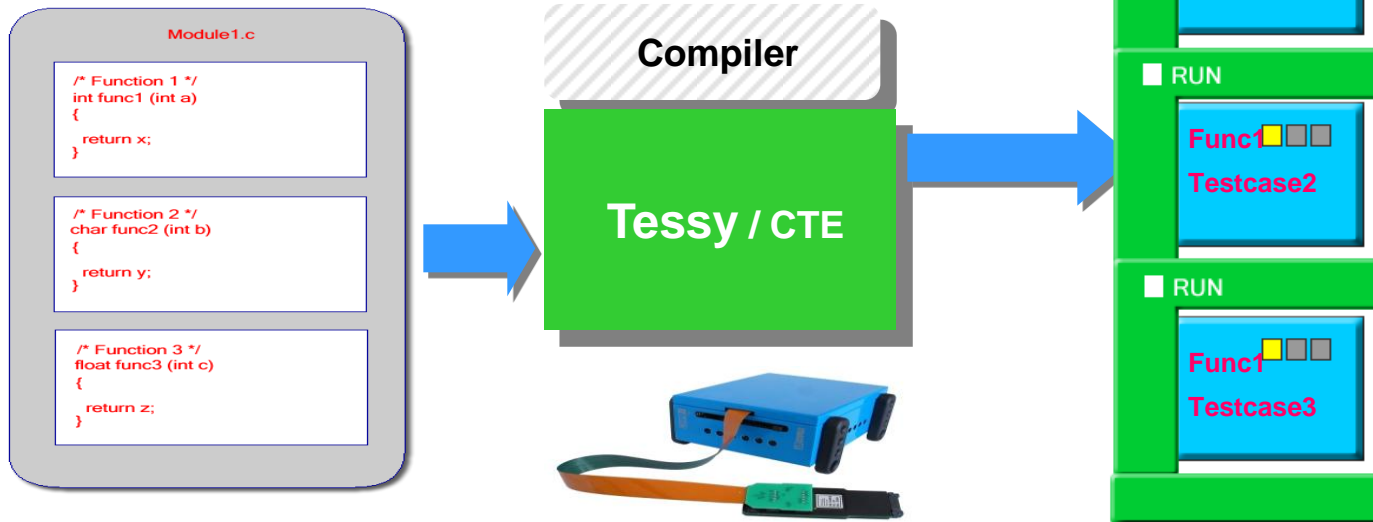 Module1.c
/* Function 1 */
int func1 (int a)
{
return x;
}
/* Function 2 */
char func2 (int b)
{
return y;
}
/* Function 3 */
float func3 (int c)
{
return z;
}
Compiler
Tessy / CTE
RUN
Func1
Testcase2
RUN
Func1
Testcase3